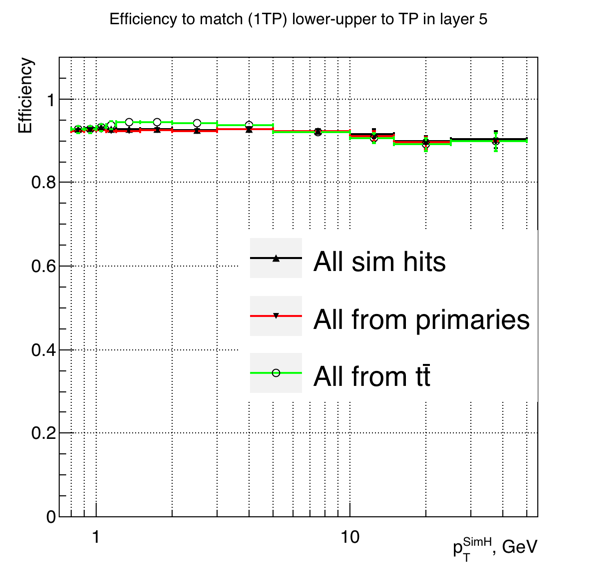 Efficiency to match (1TP) lower-upper to TP in layer 5
Efficiency
1
0.8
0.6
0.4
0.2
0
All sim hits
All from primaries
All from tt̄
1
10
p_T^SimH, GeV